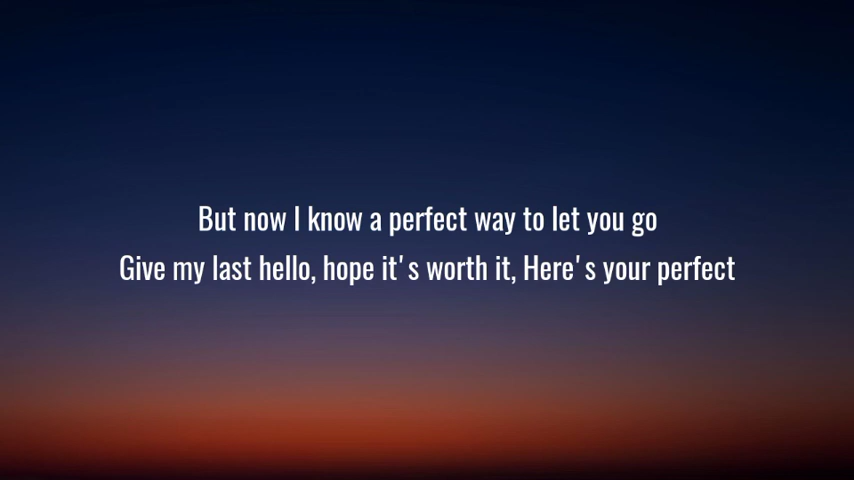 But now I know a perfect way to let you go
Give my last hello, hope it's worth it, Here's your perfect